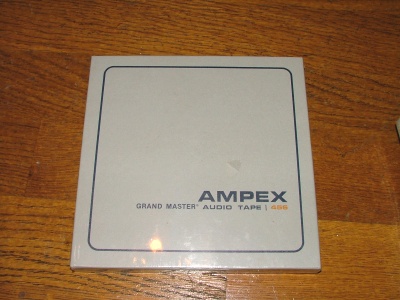 AMPEX
GRAND MASTER® AUDIO TAPE | 456